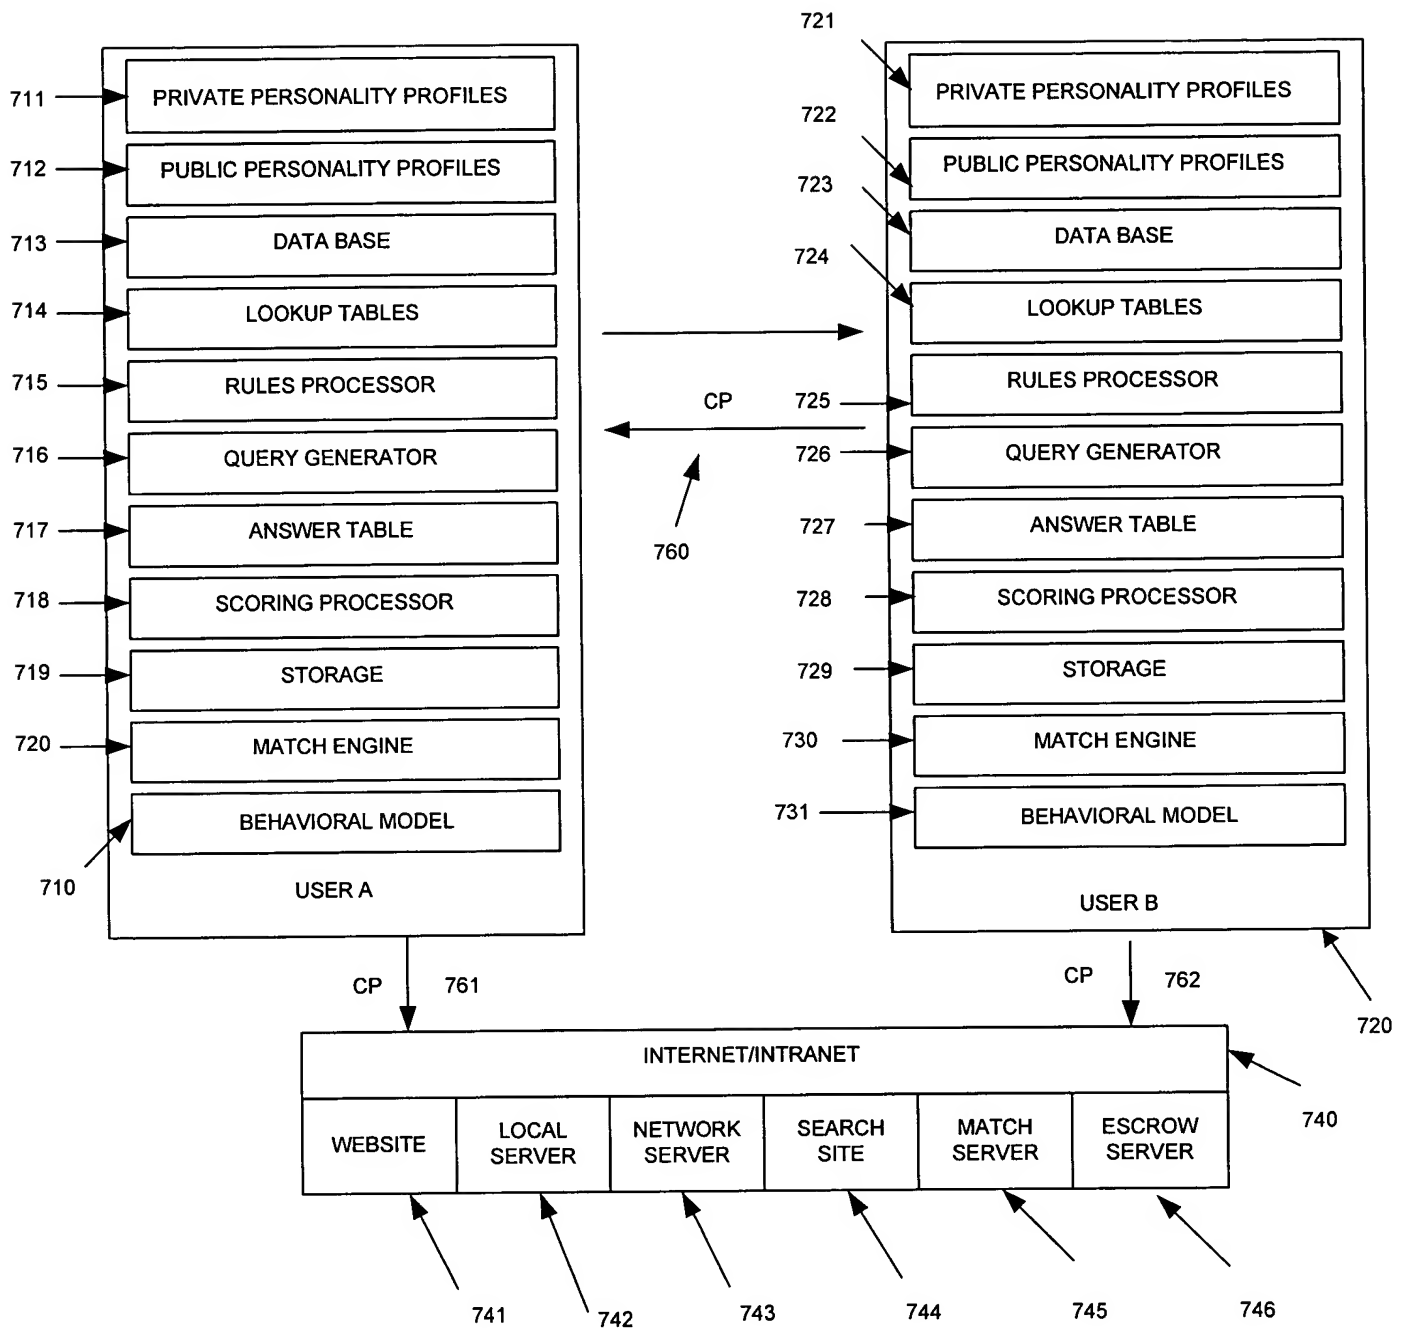 721
711
PRIVATE PERSONALITY PROFILES
PRIVATE PERSONALITY PROFILES
722
712
PUBLIC PERSONALITY PROFILES
PUBLIC PERSONALITY PROFILES
723
713
DATA BASE
DATA BASE
724
714
LOOKUP TABLES
LOOKUP TABLES
715
RULES PROCESSOR
RULES PROCESSOR
CP
725
716
QUERY GENERATOR
726
QUERY GENERATOR
717
ANSWER TABLE
760
727
ANSWER TABLE
718
SCORING PROCESSOR
728
SCORING PROCESSOR
719
STORAGE
729
STORAGE
720
MATCH ENGINE
730
MATCH ENGINE
731
BEHAVIORAL MODEL
BEHAVIORAL MODEL
710
USER A
USER B
CP
761
CP
762
720
INTERNET/INTRANET
740
WEBSITE
LOCAL
SERVER
NETWORK
SERVER
SEARCH
SITE
MATCH
SERVER
ESCROW
SERVER
741
742
743
744
745
746